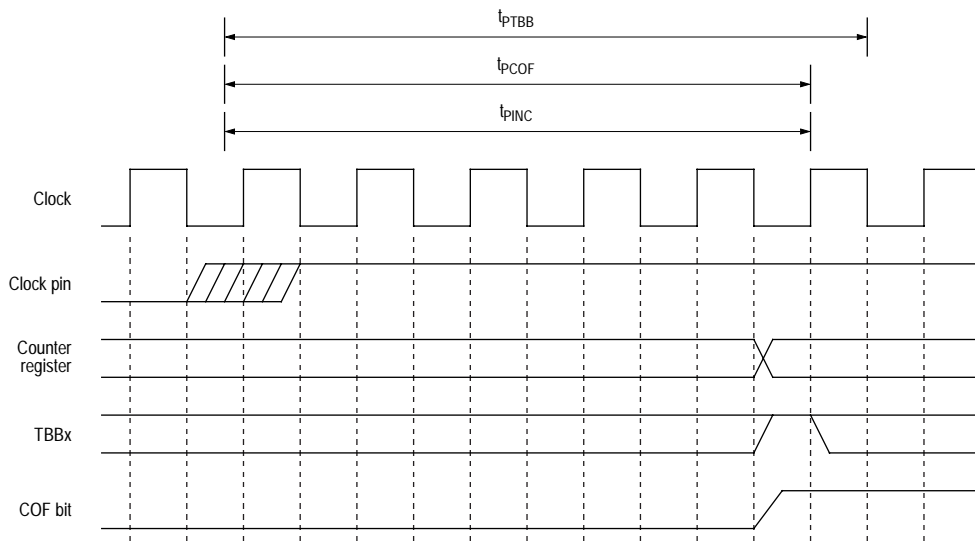 tPTBB
tPCOF
tPINC
Clock
Clock pin
Counter
register
TBBx
COF bit